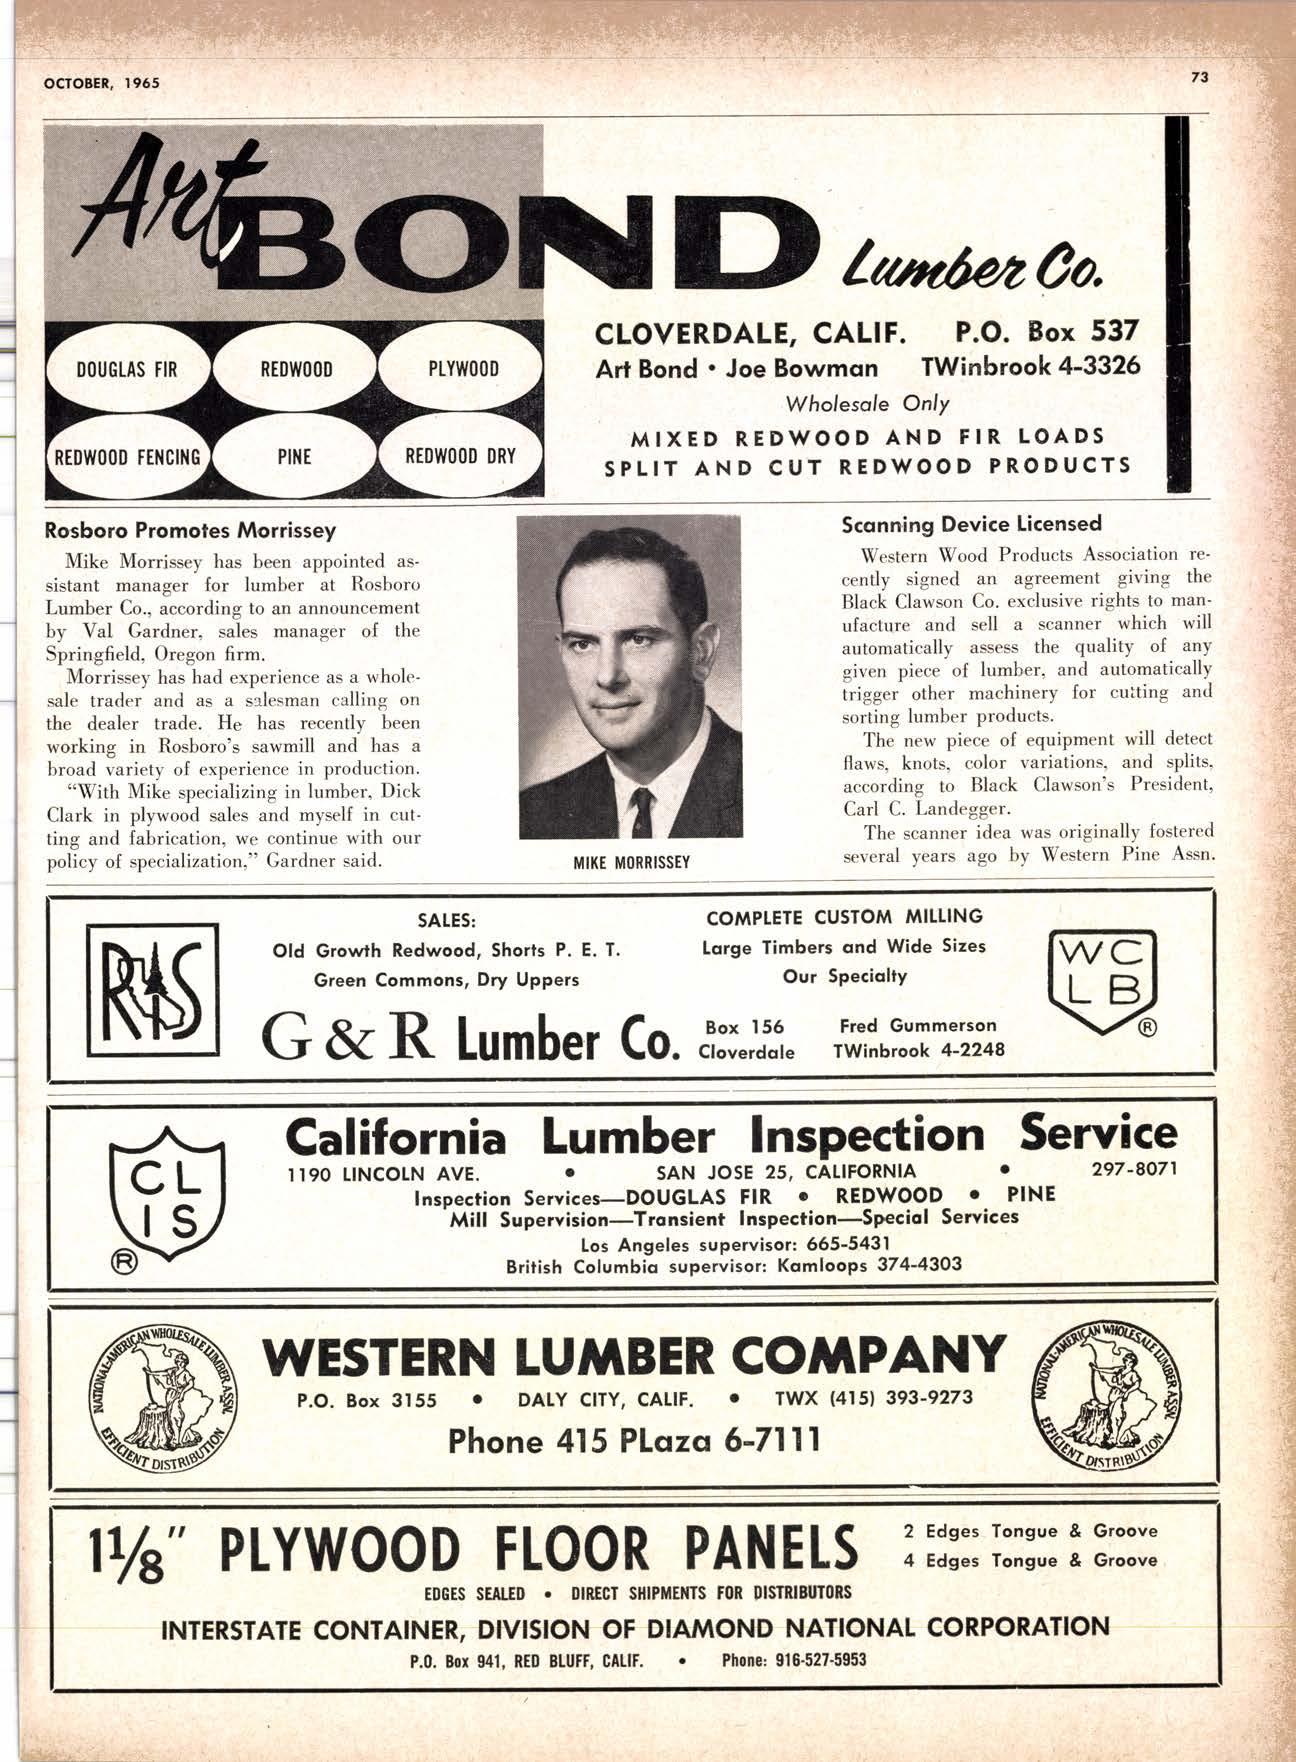 OCTOBER, 1965
73
Art BOND Lumber Co.
DOUGLAS FIR
REDWOOD
PLYWOOD
REDWOOD FENCING
PINE
REDWOOD DRY
CLOVERDALE, CALIF. P.O. Box 537
Art Bond • Joe Bowman TWinbrook 4-3326
Wholesale Only
MIXED REDWOOD AND FIR LOADS
SPLIT AND CUT REDWOOD PRODUCTS
Rosboro Promotes Morrissey
Mike Morrissey has been appointed as-
sistant manager for lumber at Rosboro
Lumber Co., according to an announcement
by Val Gardner, sales manager of the
Springfield, Oregon firm.
Morrissey has had experience as a whole-
sale trader and as a salesman calling on
the dealer trade. He has recently been
working in Rosboro's sawmill and has a
broad variety of experience in production.
"With Mike specializing in lumber, Dick
Clark in plywood sales and myself in cut-
ting and fabrication, we continue with our
policy of specialization," Gardner said.
MIKE MORRISSEY
Scanning Device Licensed
Western Wood Products Association re-
cently signed an agreement giving the
Black Clawson Co. exclusive rights to man-
ufacture and sell a scanner which will
automatically assess the quality of any
given piece of lumber, and automatically
trigger other machinery for cutting and
sorting lumber products.
The new piece of equipment will detect
flaws, knots, color variations, and splits,
according to Black Clawson's President,
Carl C. Landegger.
The scanner idea was originally fostered
several years ago by Western Pine Assn.
RIS
SALES:
Old Growth Redwood, Shorts P. E. T.
Green Commons, Dry Uppers
COMPLETE CUSTOM MILLING
Large Timbers and Wide Sizes
Our Specialty
G & R Lumber Co.
Box 156
Cloverdale
Fred Gummerson
TWinbrook 4-2248
WC
LB
®
CL
IS
®
California Lumber Inspection Service
1190 LINCOLN AVE. • SAN JOSE 25, CALIFORNIA • 297-8071
Inspection Services—DOUGLAS FIR • REDWOOD • PINE
Mill Supervision—Transient Inspection—Special Services
Los Angeles supervisor: 665-5431
British Columbia supervisor: Kamloops 374-4303
NATIONAL-AMERICAN WHOLESALE LUMBER ASSN.
EFFICIENT DISTRIBUTION
WESTERN LUMBER COMPANY
P.O. Box 3155 • DALY CITY, CALIF. • TWX (415) 393-9273
Phone 415 PLaza 6-7111
NATIONAL-AMERICAN WHOLESALE LUMBER ASSN.
EFFICIENT DISTRIBUTION
1 1/8" PLYWOOD FLOOR PANELS
2 Edges Tongue & Groove
4 Edges Tongue & Groove
EDGES SEALED • DIRECT SHIPMENTS FOR DISTRIBUTORS
INTERSTATE CONTAINER, DIVISION OF DIAMOND NATIONAL CORPORATION
P.O. Box 941, RED BLUFF, CALIF. • Phone: 916-527-5953